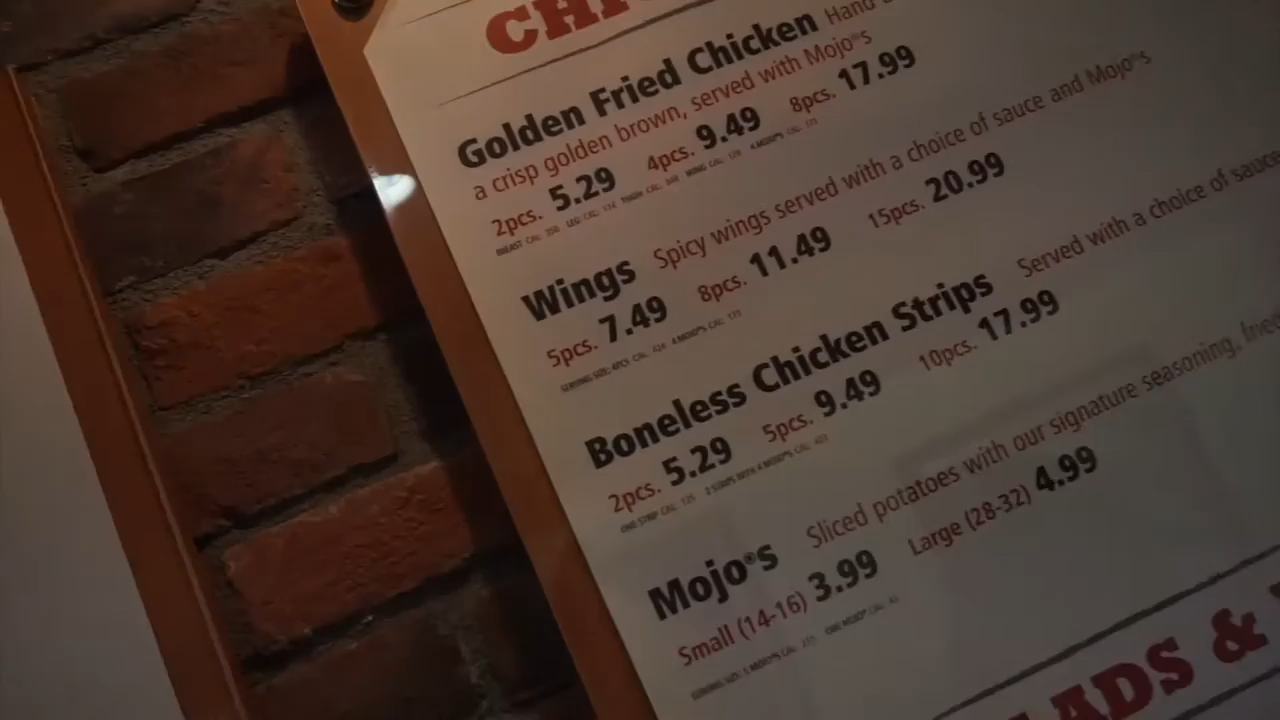 Golden Fried Chicken Hand
a crisp golden brown, served with Mojo®s
2pcs. 5.29 4pcs. 9.49 8pcs. 17.99
Wings Spicy wings served with a choice of sauce and Mojo®s
5pcs. 7.49 8pcs. 11.49 15pcs. 20.99
Boneless Chicken Strips Served with a choice of sauce
2pcs. 5.29 5pcs. 9.49 10pcs. 17.99
Mojo®s Sliced potatoes with our signature seasoning,
Small (14-16) 3.99 Large (28-32) 4.99
ADS &